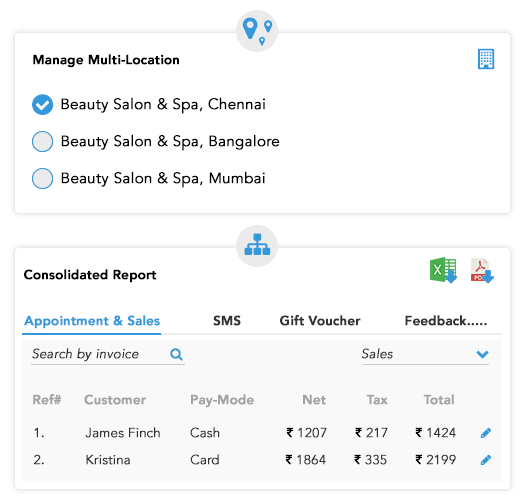 Manage Multi-Location
Beauty Salon & Spa, Chennai
Beauty Salon & Spa, Bangalore
Beauty Salon & Spa, Mumbai
Consolidated Report
Appointment & Sales SMS Gift Voucher Feedback.....
Search by invoice Sales
Ref# Customer Pay-Mode Net Tax Total
1. James Finch Cash ₹ 1207 ₹ 217 ₹ 1424
2. Kristina Card ₹ 1864 ₹ 335 ₹ 2199